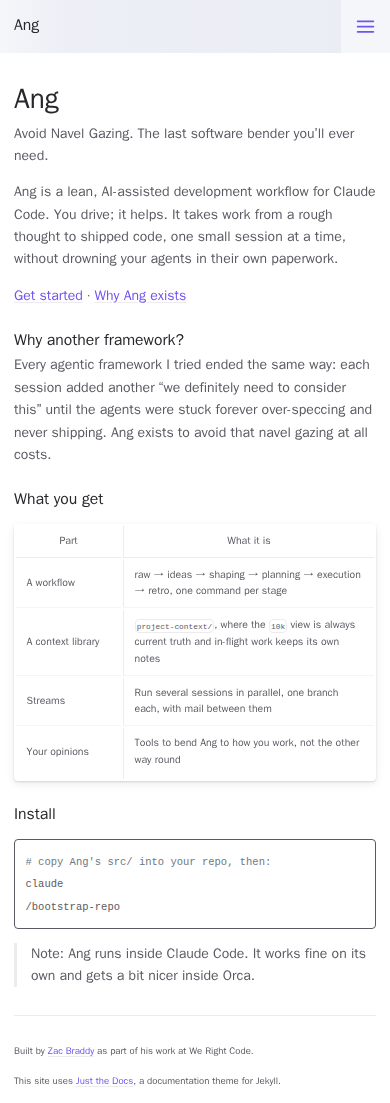 Ang
Ang
Avoid Navel Gazing. The last software bender you’ll ever
need.
Ang is a lean, AI-assisted development workflow for Claude
Code. You drive; it helps. It takes work from a rough
thought to shipped code, one small session at a time,
without drowning your agents in their own paperwork.
Get started · Why Ang exists
Why another framework?
Every agentic framework I tried ended the same way: each
session added another “we definitely need to consider
this” until the agents were stuck forever over-speccing and
never shipping. Ang exists to avoid that navel gazing at all
costs.
What you get
Part What it is
A workflow raw → ideas → shaping → planning → execution
→ retro, one command per stage
A context library project-context/, where the 10k view is always
current truth and in-flight work keeps its own
notes
Streams Run several sessions in parallel, one branch
each, with mail between them
Your opinions Tools to bend Ang to how you work, not the other
way round
Install
# copy Ang's src/ into your repo, then:
claude
/bootstrap-repo
Note: Ang runs inside Claude Code. It works fine on its
own and gets a bit nicer inside Orca.
Built by Zac Braddy as part of his work at We Right Code.
This site uses Just the Docs, a documentation theme for Jekyll.